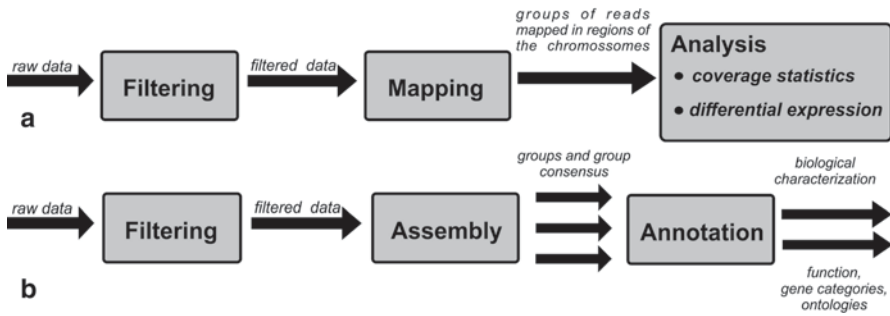 raw data
Filtering
filtered data
Mapping
groups of reads
mapped in regions of
the chromossomes
Analysis
• coverage statistics
• differential expression
a
raw data
Filtering
filtered data
Assembly
groups and group
consensus
Annotation
biological
characterization
function,
gene categories,
ontologies
b